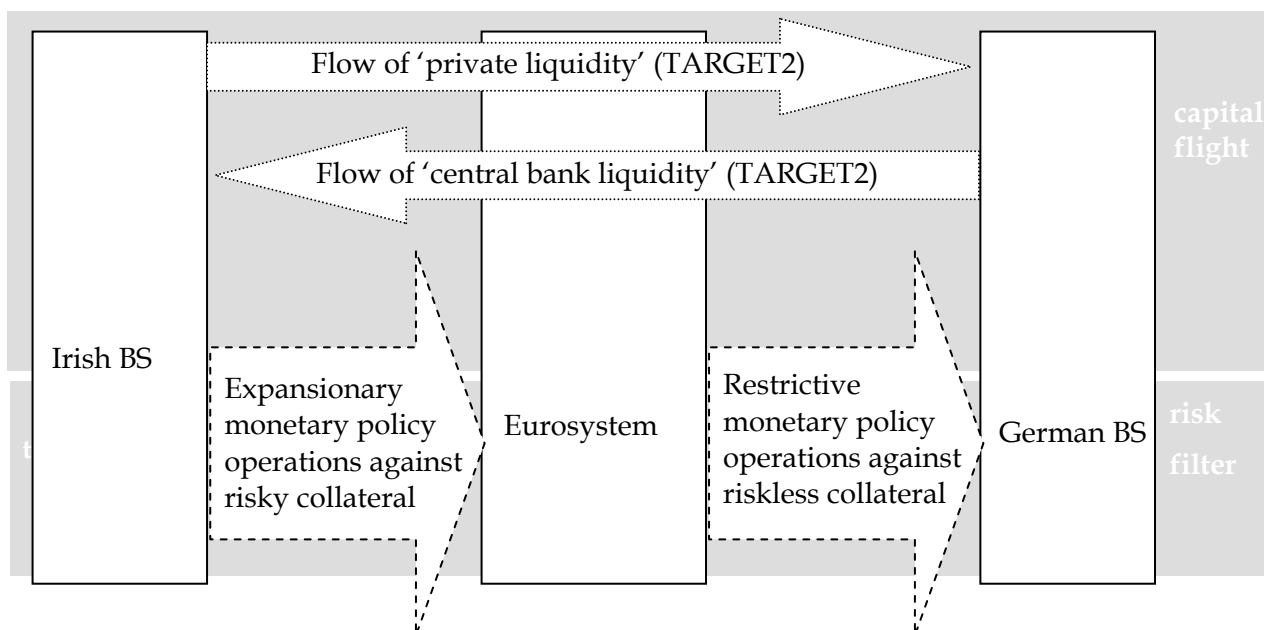 Flow of ‘private liquidity’ (TARGET2)
capital
flight
Flow of ‘central bank liquidity’ (TARGET2)
Irish BS
Expansionary
monetary policy
operations against
risky collateral
Eurosystem
Restrictive
monetary policy
operations against
riskless collateral
German BS
risk
filter